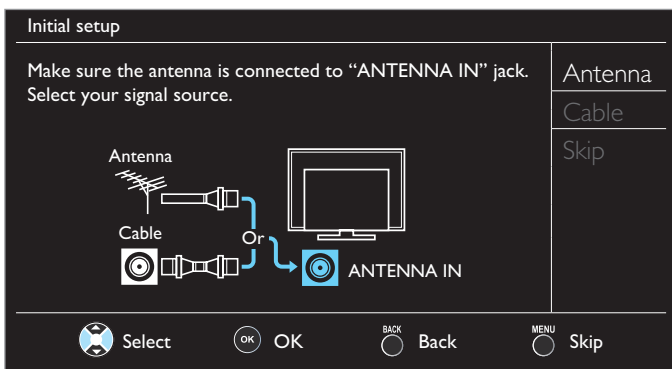 Initial setup
Make sure the antenna is connected to “ANTENNA IN” jack.
Select your signal source.
Antenna
Cable
Skip
Antenna
Cable
Or
ANTENNA IN
Select
OK
OK
BACK
Back
MENU
Skip